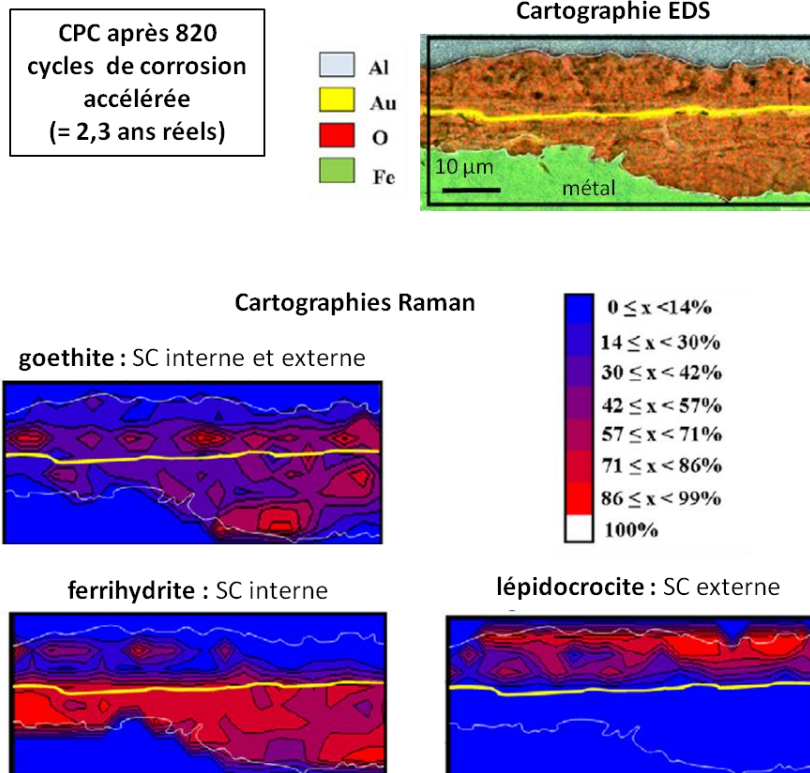 CPC après 820
cycles de corrosion
accélérée
(= 2,3 ans réels)
Al
Au
O
Fe
Cartographie EDS
10 µm
métal
Cartographies Raman
0 ≤ x <14%
14 ≤ x < 30%
30 ≤ x < 42%
42 ≤ x < 57%
57 ≤ x < 71%
71 ≤ x < 86%
86 ≤ x < 99%
100%
goethite : SC interne et externe
ferrihydrite : SC interne
lépidocrocite : SC externe